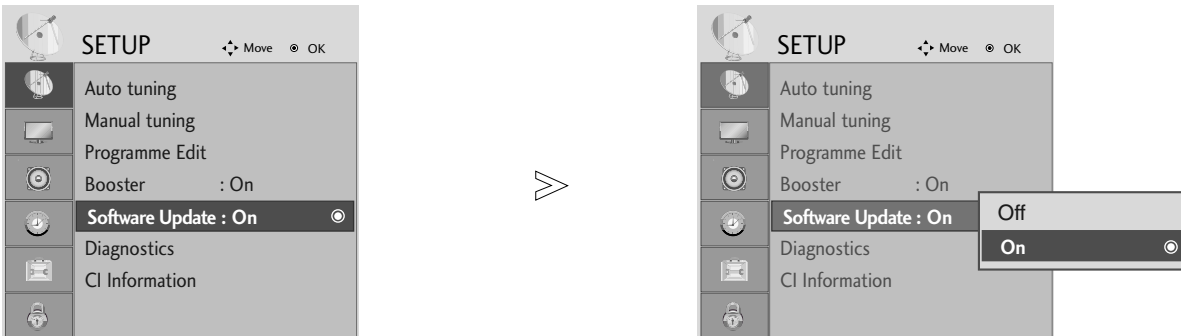 SETUP
Move OK
Auto tuning
Manual tuning
Programme Edit
Booster : On
Software Update : On
Diagnostics
CI Information
SETUP
Move OK
Auto tuning
Manual tuning
Programme Edit
Booster : On
Software Update : On
Diagnostics
CI Information
Off
On